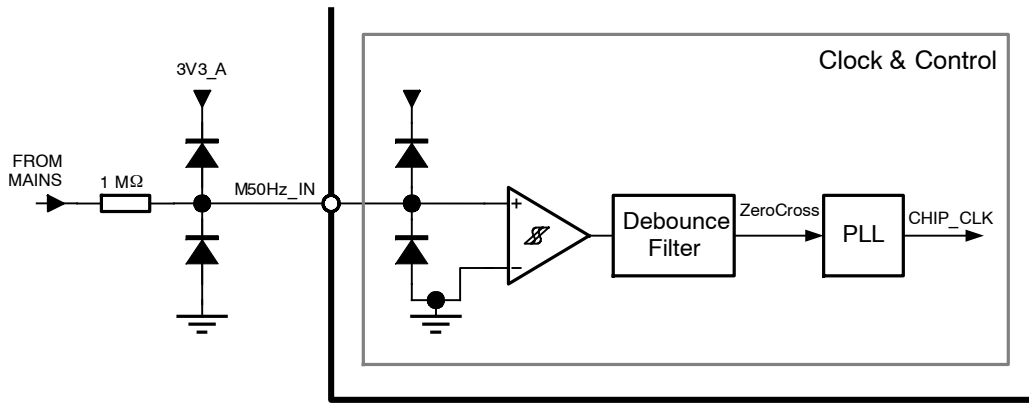 Clock & Control
3V3_A
FROM
MAINS
1 MΩ
M50Hz_IN
+
−
Debounce
Filter
ZeroCross
PLL
CHIP_CLK